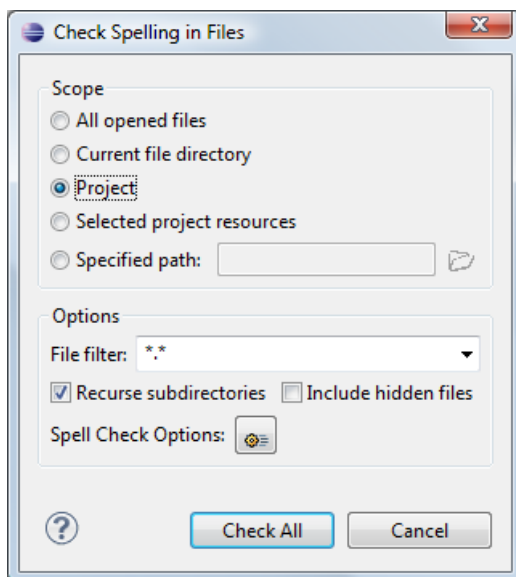 Check Spelling in Files
Scope
All opened files
Current file directory
Project
Selected project resources
Specified path:
Options
File filter: *.*
Recurse subdirectories Include hidden files
Spell Check Options:
? Check All Cancel